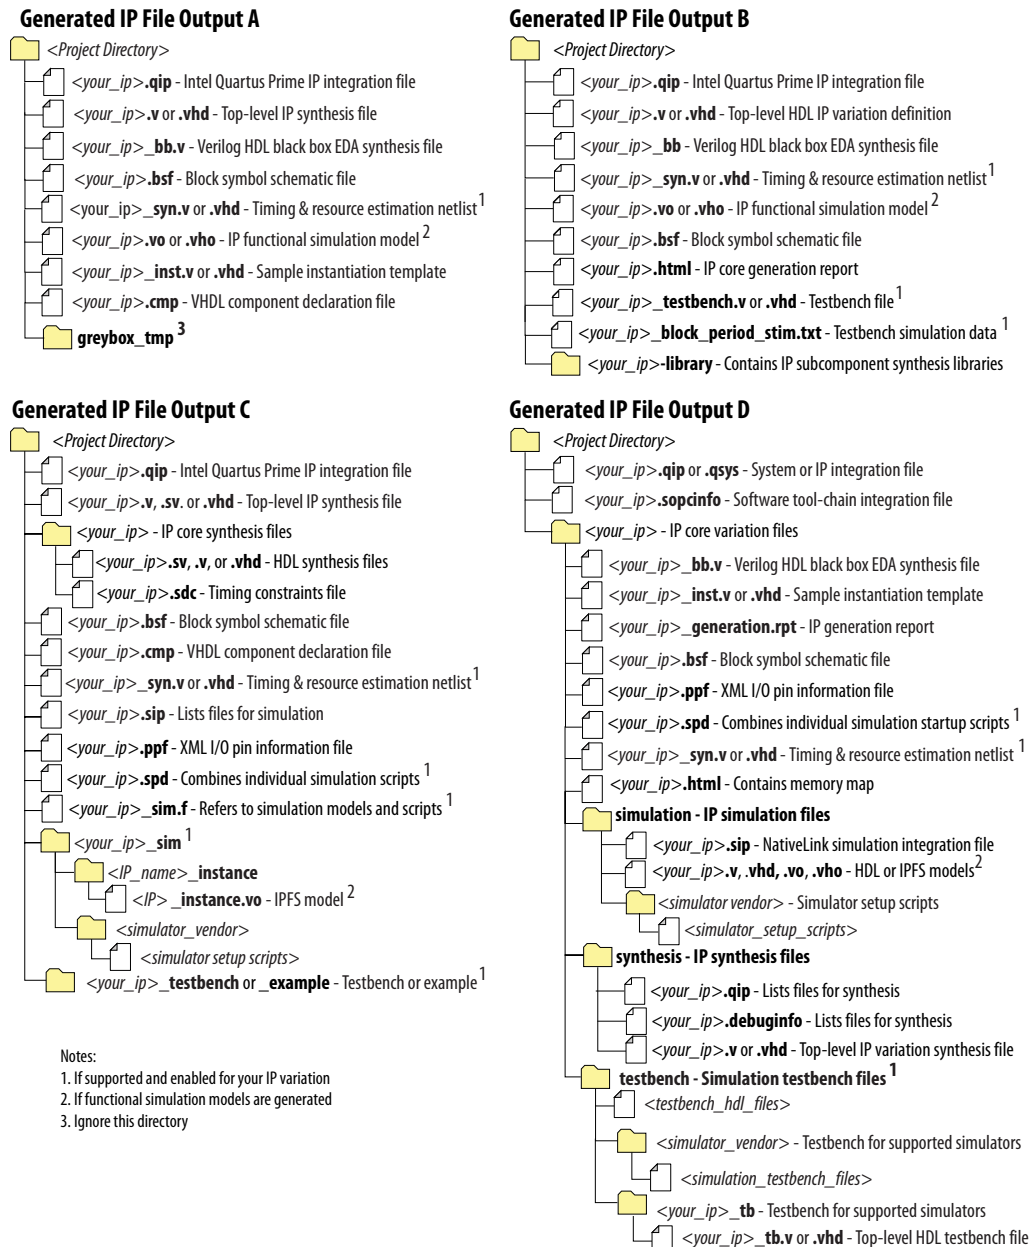 Generated IP File Output A
<Project Directory>
<your_ip>.qip - Intel Quartus Prime IP integration file
<your_ip>.v or .vhd - Top-level IP synthesis file
<your_ip>_bb.v - Verilog HDL black box EDA synthesis file
<your_ip>.bsf - Block symbol schematic file
<your_ip>_syn.v or .vhd - Timing & resource estimation netlist 1
<your_ip>.vo or .vho - IP functional simulation model 2
<your_ip>_inst.v or .vhd - Sample instantiation template
<your_ip>.cmp - VHDL component declaration file
greybox_tmp 3
Generated IP File Output B
<Project Directory>
<your_ip>.qip - Intel Quartus Prime IP integration file
<your_ip>.v or .vhd - Top-level HDL IP variation definition
<your_ip>_bb - Verilog HDL black box EDA synthesis file
<your_ip>_syn.v or .vhd - Timing & resource estimation netlist 1
<your_ip>.vo or .vho - IP functional simulation model 2
<your_ip>.bsf - Block symbol schematic file
<your_ip>.html - IP core generation report
<your_ip>_testbench.v or .vhd - Testbench file 1
<your_ip>_block_period_stim.txt - Testbench simulation data 1
<your_ip>-library - Contains IP subcomponent synthesis libraries
Generated IP File Output C
<Project Directory>
<your_ip>.qip - Intel Quartus Prime IP integration file
<your_ip>.v, .sv. or .vhd - Top-level IP synthesis file
<your_ip> - IP core synthesis files
<your_ip>.sv, .v, or .vhd - HDL synthesis files
<your_ip>.sdc - Timing constraints file
<your_ip>.bsf - Block symbol schematic file
<your_ip>.cmp - VHDL component declaration file
<your_ip>_syn.v or .vhd - Timing & resource estimation netlist 1
<your_ip>.sip - Lists files for simulation
<your_ip>.ppf - XML I/O pin information file
<your_ip>.spd - Combines individual simulation scripts 1
<your_ip>_sim.f - Refers to simulation models and scripts 1
<your_ip>_sim 1
<IP_name>_instance
<IP> _instance.vo - IPFS model 2
<simulator_vendor>
<simulator setup scripts>
<your_ip>_testbench or _example - Testbench or example 1
Notes:
1. If supported and enabled for your IP variation
2. If functional simulation models are generated
3. Ignore this directory
Generated IP File Output D
<Project Directory>
<your_ip>.qip or .qsys - System or IP integration file
<your_ip>.sopcinfo - Software tool-chain integration file
<your_ip> - IP core variation files
<your_ip>_bb.v - Verilog HDL black box EDA synthesis file
<your_ip>_inst.v or .vhd - Sample instantiation template
<your_ip>_generation.rpt - IP generation report
<your_ip>.bsf - Block symbol schematic file
<your_ip>.ppf - XML I/O pin information file
<your_ip>.spd - Combines individual simulation startup scripts 1
<your_ip>_syn.v or .vhd - Timing & resource estimation netlist 1
<your_ip>.html - Contains memory map
simulation - IP simulation files
<your_ip>.sip - NativeLink simulation integration file
<your_ip>.v, .vhd, .vo, .vho - HDL or IPFS models 2
<simulator vendor> - Simulator setup scripts
<simulator_setup_scripts>
synthesis - IP synthesis files
<your_ip>.qip - Lists files for synthesis
<your_ip>.debuginfo - Lists files for synthesis
<your_ip>.v or .vhd - Top-level IP variation synthesis file
testbench - Simulation testbench files 1
<testbench_hdl_files>
<simulator_vendor> - Testbench for supported simulators
<simulation_testbench_files>
<your_ip>_tb - Testbench for supported simulators
<your_ip>_tb.v or .vhd - Top-level HDL testbench file